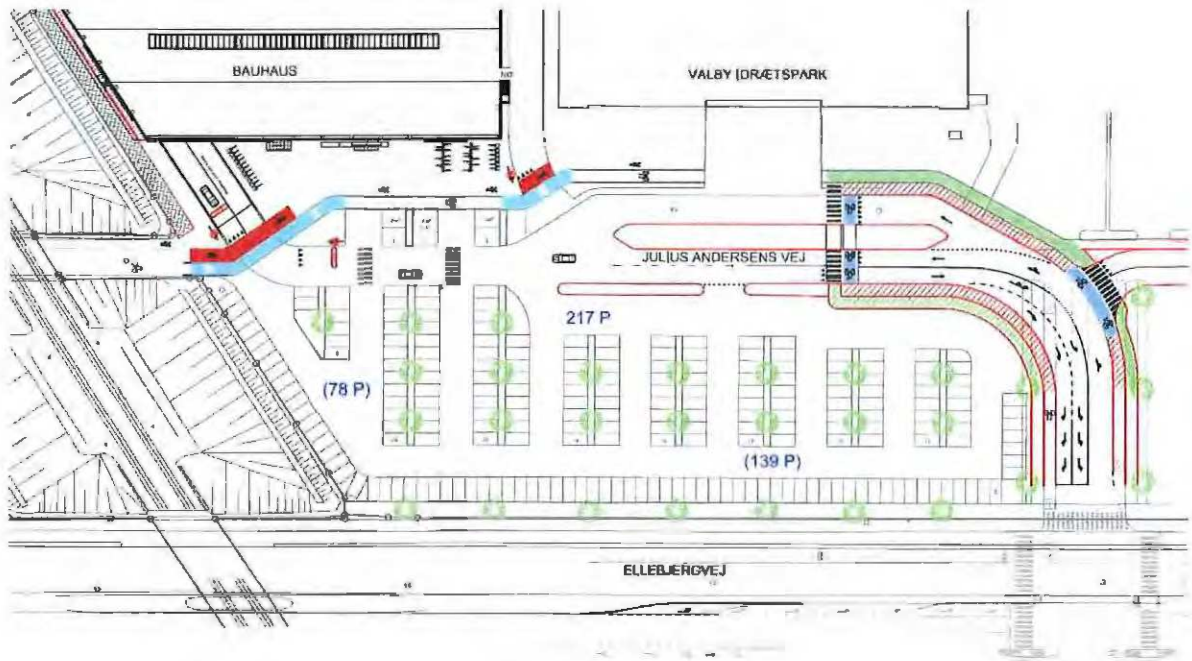 BAUHAUS
VALBY IDRÆTSPARK
JULIUS ANDERSENS VEJ
217 P
(78 P)
(139 P)
ELLEBJERGVEJ